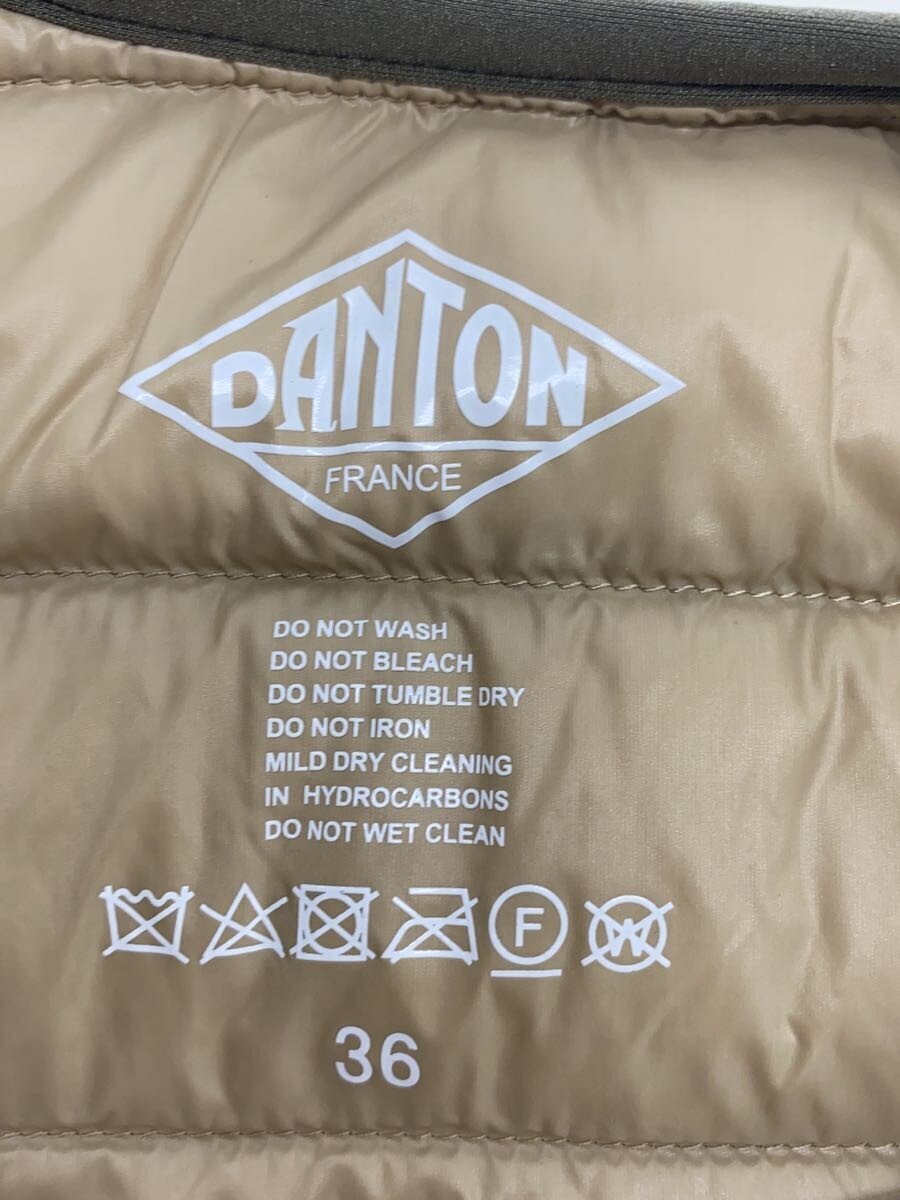 DANTON
FRANCE
DO NOT WASH
DO NOT BLEACH
DO NOT TUMBLE DRY
DO NOT IRON
MILD DRY CLEANING
IN HYDROCARBONS
DO NOT WET CLEAN
F W
36